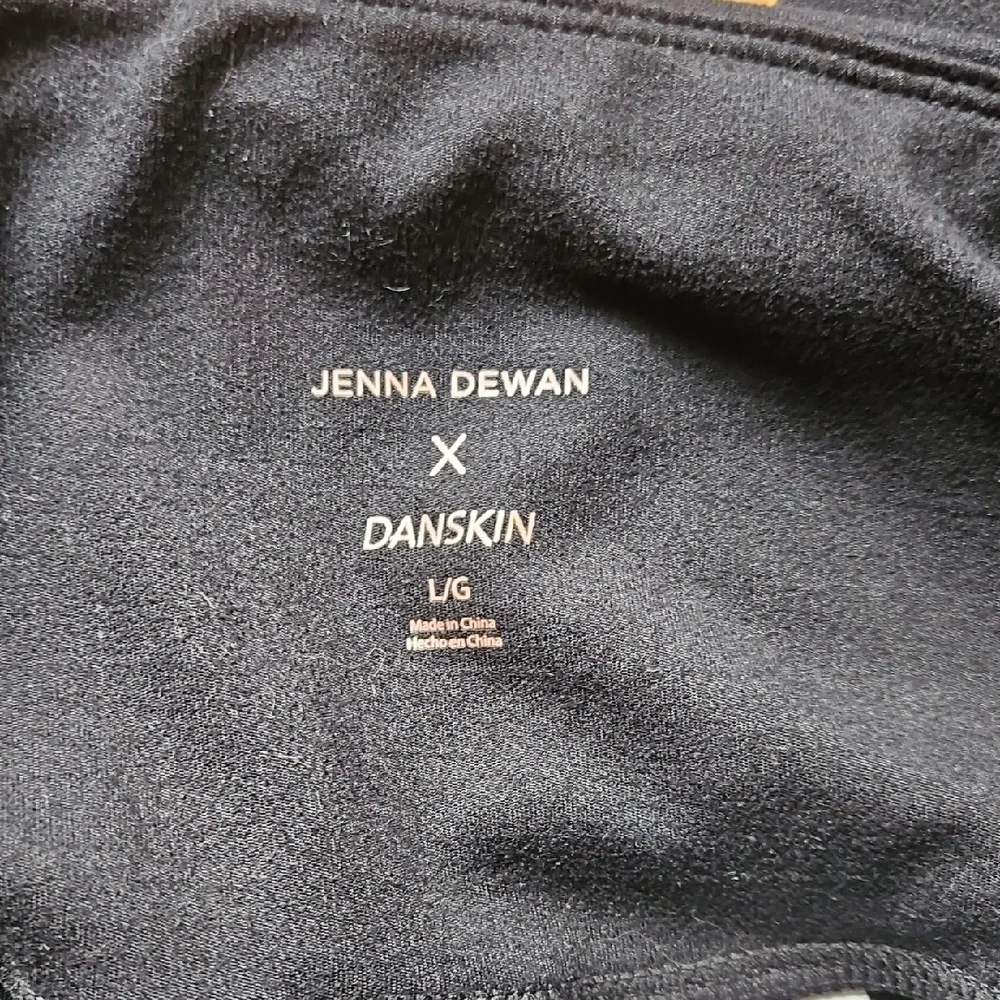 JENNA DEWAN
X
DANSKIN
L/G
Made in China
Hecho en China